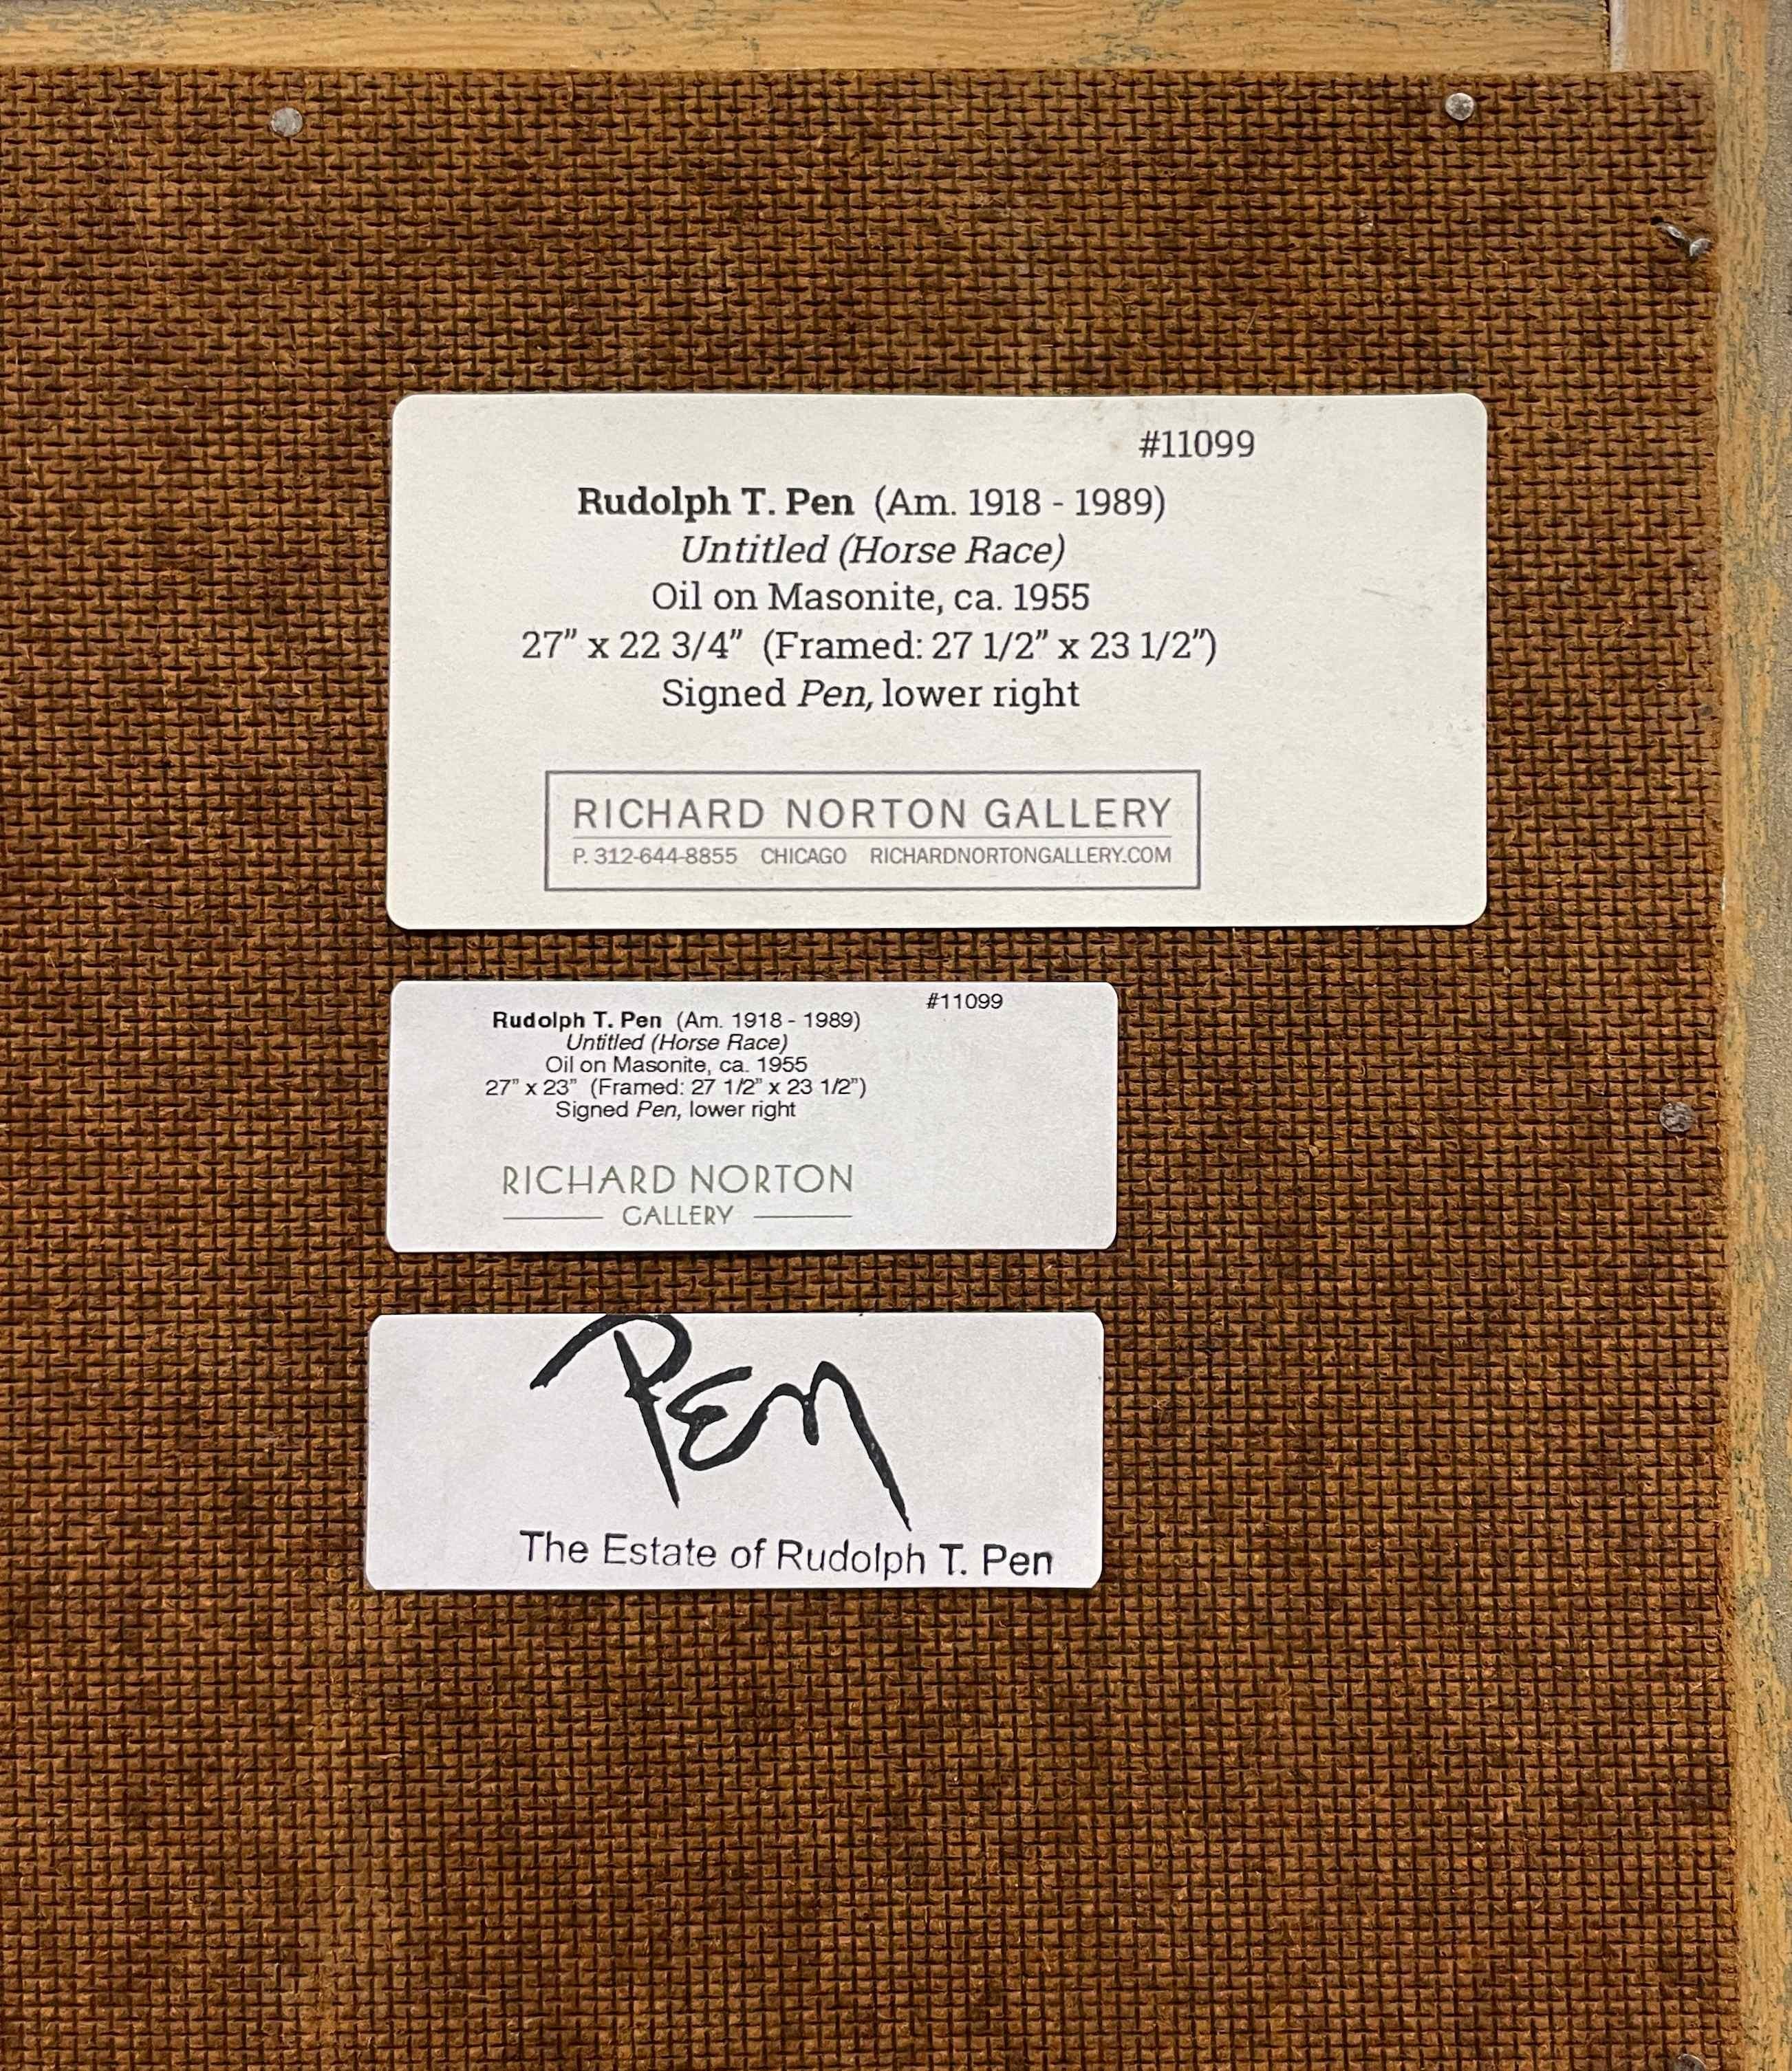 #11099
Rudolph T. Pen (Am. 1918 - 1989)
Untitled (Horse Race)
Oil on Masonite, ca. 1955
27” x 22 3/4” (Framed: 27 1/2” x 23 1/2”)
Signed Pen, lower right
RICHARD NORTON GALLERY
P. 312-644-8855 CHICAGO RICHARDNORTONGALLERY.COM
#11099
Rudolph T. Pen (Am. 1918 - 1989)
Untitled (Horse Race)
Oil on Masonite, ca. 1955
27” x 23” (Framed: 27 1/2” x 23 1/2”)
Signed Pen, lower right
RICHARD NORTON
GALLERY
Pen
The Estate of Rudolph T. Pen